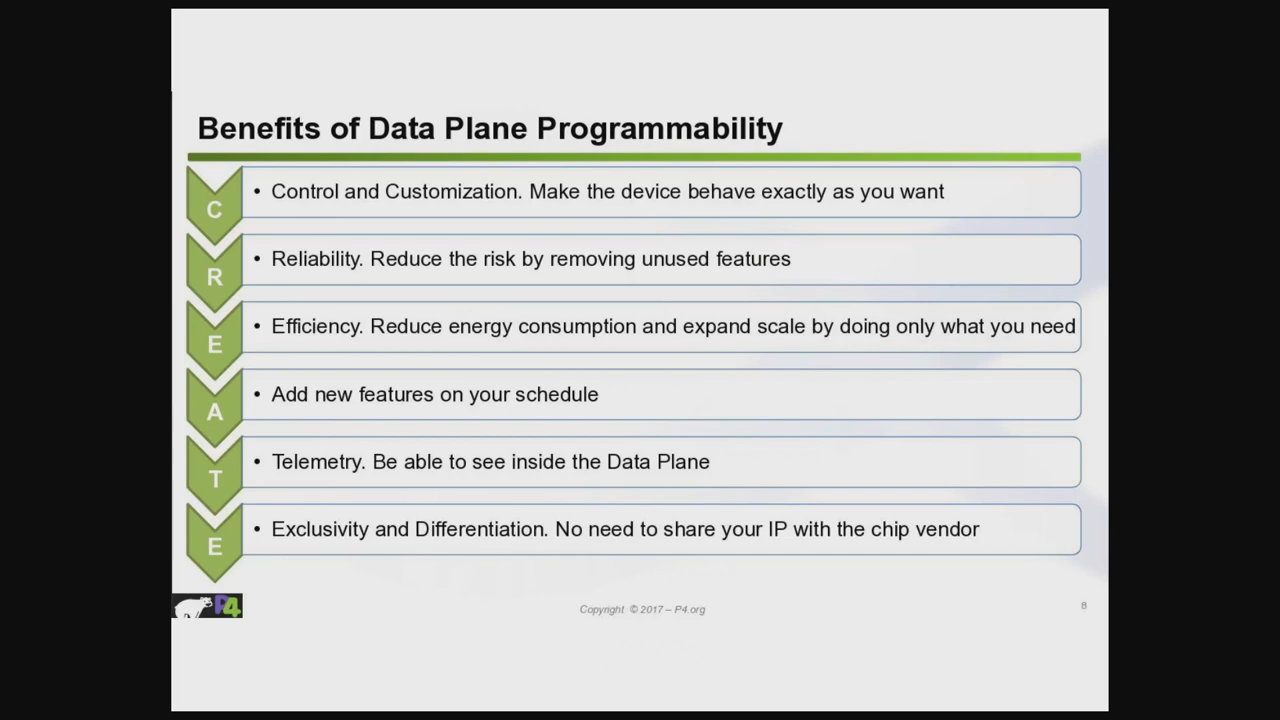 Benefits of Data Plane Programmability
C
• Control and Customization. Make the device behave exactly as you want
R
• Reliability. Reduce the risk by removing unused features
E
• Efficiency. Reduce energy consumption and expand scale by doing only what you need
A
• Add new features on your schedule
T
• Telemetry. Be able to see inside the Data Plane
E
• Exclusivity and Differentiation. No need to share your IP with the chip vendor
P4
Copyright © 2017 – P4.org
8